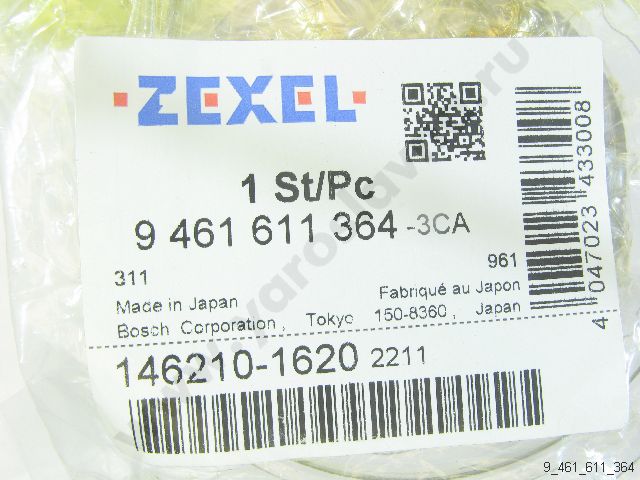 ZEXEL
1 St/Pc
9 461 611 364 -3CA
311
961
Made in Japan
Fabriqué au Japon
Bosch Corporation, Tokyo 150-8360, Japan
146210-1620 2211
4 047023 433008
9_461_611_364